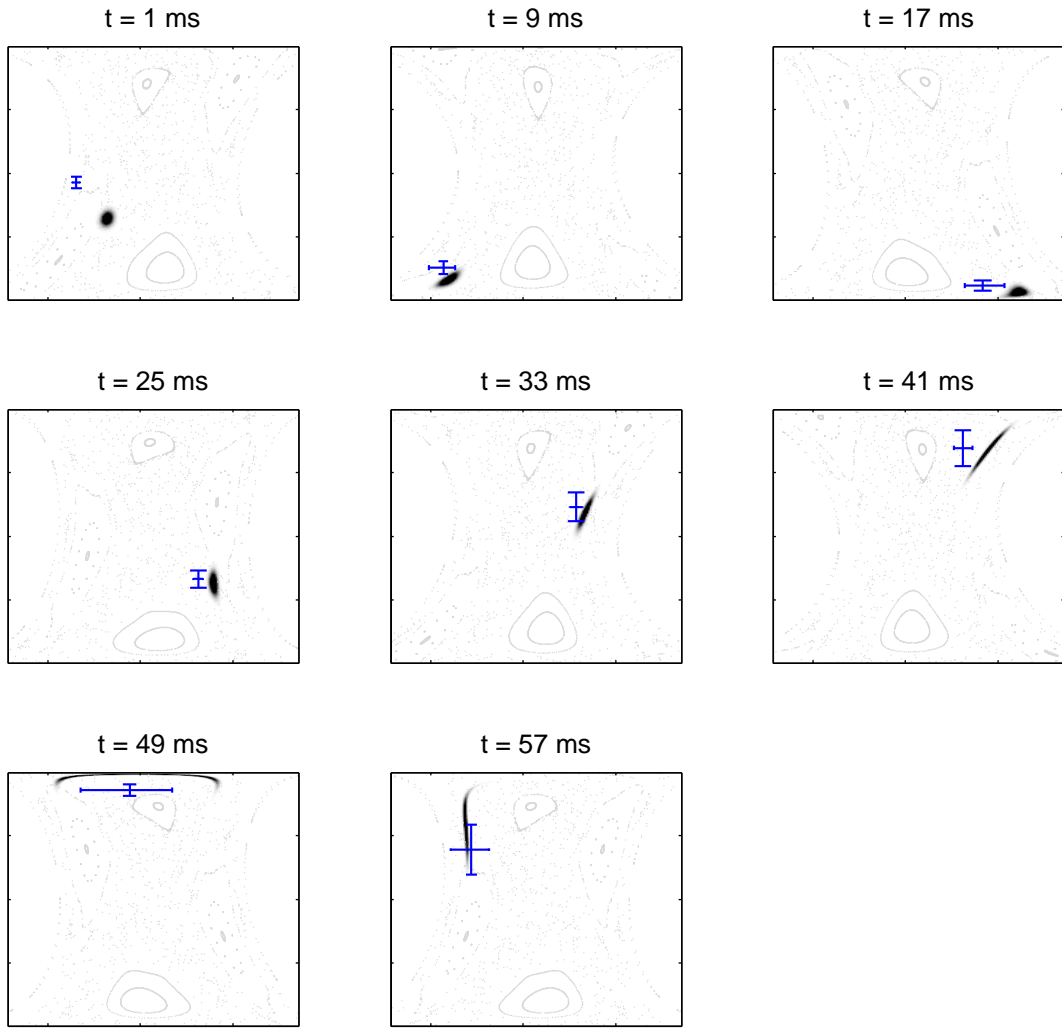 t = 1 ms
t = 9 ms
t = 17 ms
t = 25 ms
t = 33 ms
t = 41 ms
t = 49 ms
t = 57 ms